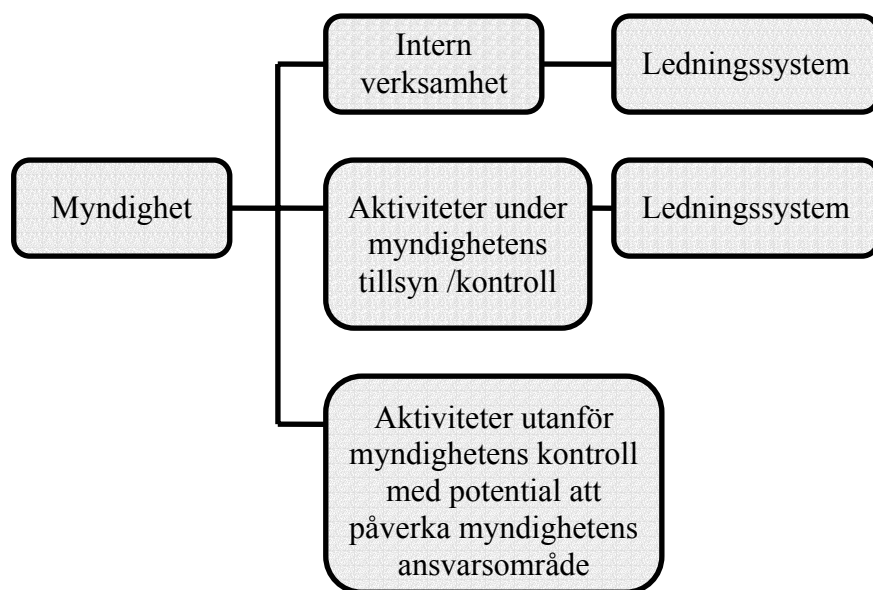 Intern
verksamhet
Ledningssystem
Myndighet
Aktiviteter under
myndighetens
tillsyn /kontroll
Ledningssystem
Aktiviteter utanför
myndighetens kontroll
med potential att
påverka myndighetens
ansvarsområde